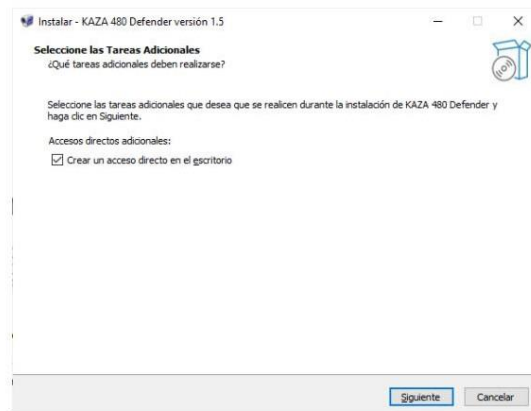 Instalar - KAZA 480 Defender versión 1.5
Seleccione las Tareas Adicionales
¿Qué tareas adicionales deben realizarse?
Seleccione las tareas adicionales que desea que se realicen durante la instalación de KAZA 480 Defender y
haga clic en Siguiente.
Accesos directos adicionales:
Crear un acceso directo en el escritorio
Siguiente Cancelar